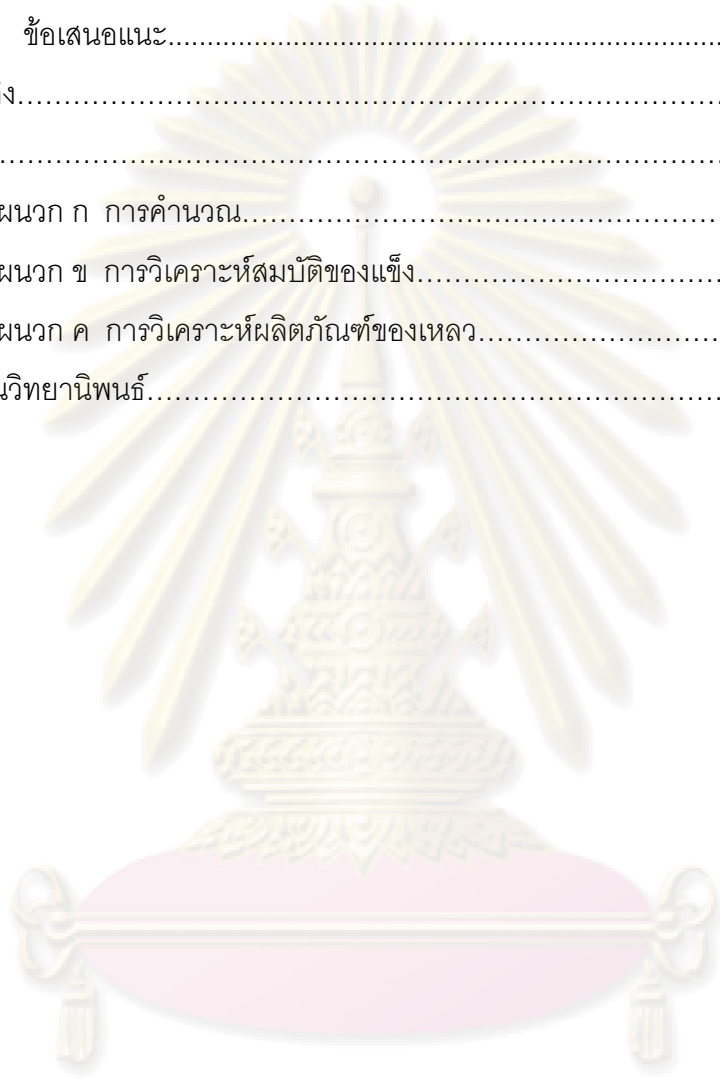 ข้อเสนอแนะ................................................................................
ง................................................................................
................................................................................
ผนวก ก การคำนวณ............................................................
ผนวก ข การวิเคราะห์สมบัติของแข็ง........................................
ผนวก ค การวิเคราะห์ผลิตภัณฑ์ของเหลว................................
นวิทยานิพนธ์................................................................................